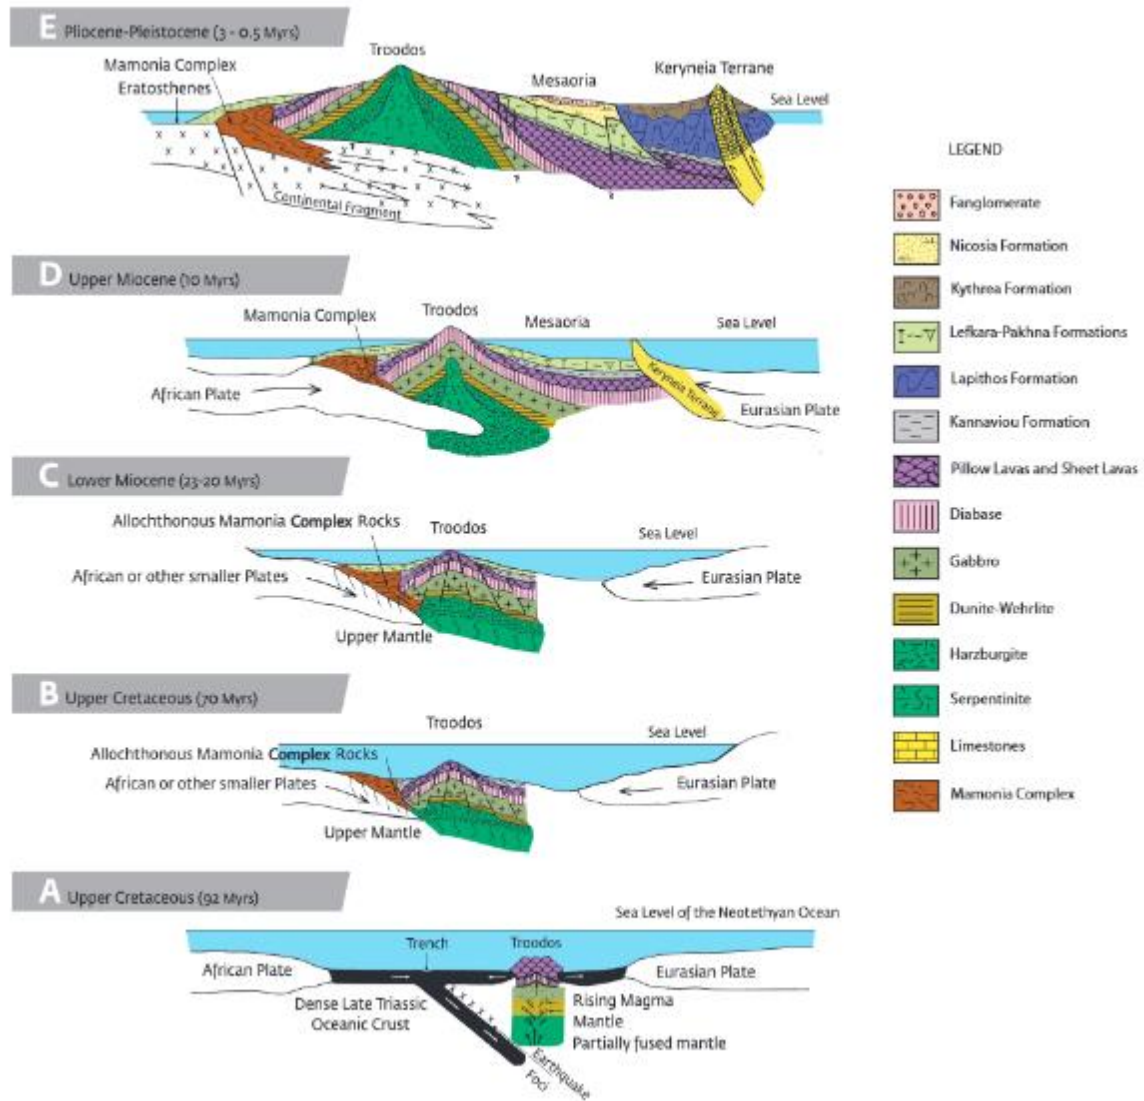 E Pliocene-Pleistocene (3 - 0.5 Myrs)
Troodos
Mamonia Complex
Eratosthenes
Mesaoria
Keryneia Terrane
Sea Level
Continental Fragment
D Upper Miocene (10 Myrs)
Mamonia Complex
Troodos
Mesaoria
Sea Level
African Plate
Keryneia Terrane
Eurasian Plate
C Lower Miocene (23-20 Myrs)
Allochthonous Mamonia Complex Rocks
Troodos
Sea Level
African or other smaller Plates
Eurasian Plate
Upper Mantle
B Upper Cretaceous (70 Myrs)
Troodos
Sea Level
Allochthonous Mamonia Complex Rocks
African or other smaller Plates
Eurasian Plate
Upper Mantle
A Upper Cretaceous (92 Myrs)
Sea Level of the Neotethyan Ocean
Trench
Troodos
African Plate
Eurasian Plate
Dense Late Triassic
Oceanic Crust
Rising Magma
Mantle
Partially fused mantle
Earthquake
Foci
LEGEND
Fanglomerate
Nicosia Formation
Kythrea Formation
Lefkara-Pakhna Formations
Lapithos Formation
Kannaviou Formation
Pillow Lavas and Sheet Lavas
Diabase
Gabbro
Dunite-Wehrlite
Harzburgite
Serpentinite
Limestones
Mamonia Complex